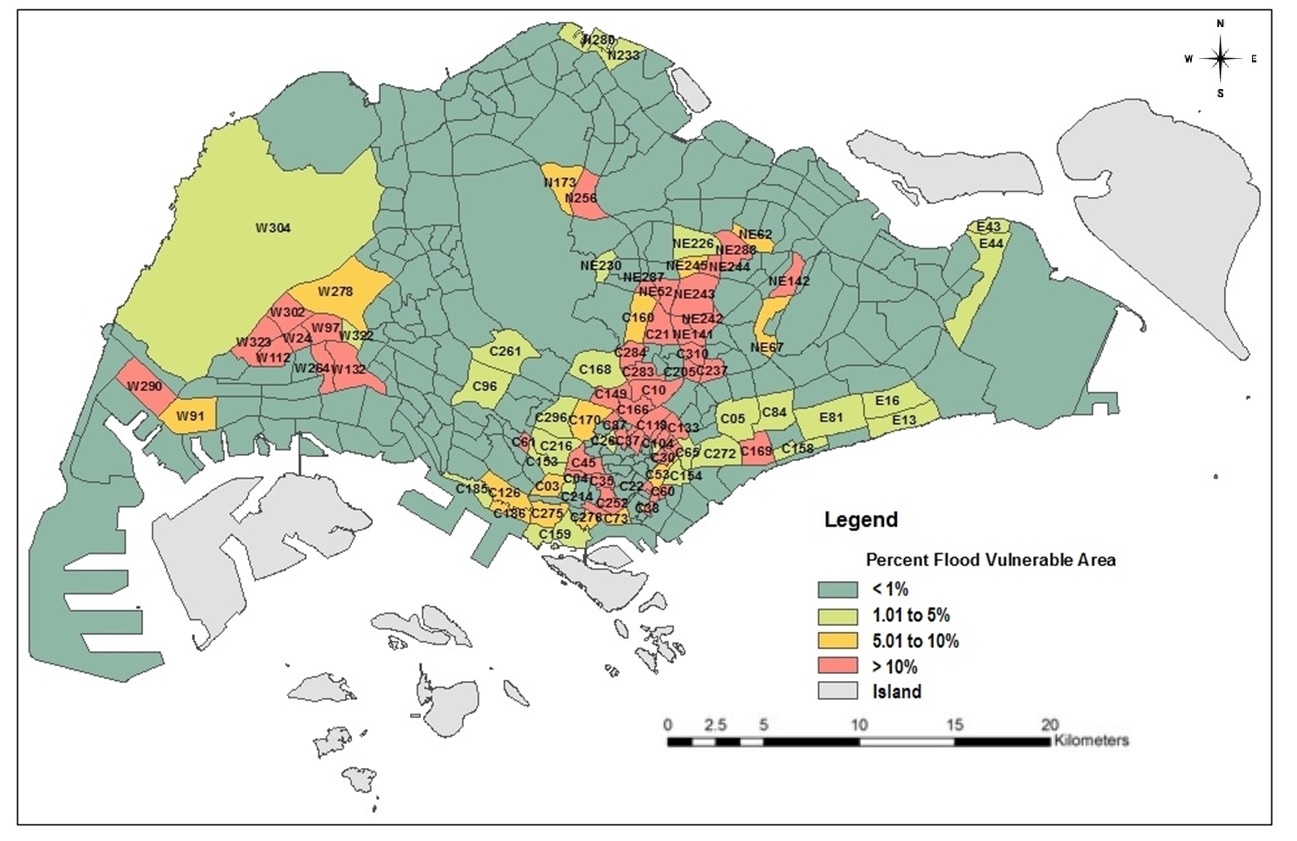 N
W E
S
N280
N233
N173
N256
W304
E43
E44
NE62
NE226
NE288
NE230
NE245
NE244
NE287
NE142
W278
NE52
NE243
W302
C160
NE242
W97
W322
C21
NE141
W24
W323
NE67
W112
C261
C284
C310
W264
W132
C168
C283
C205
C237
W290
C96
C149
C10
W91
E16
C166
C05
C84
E81
E13
C296
C170
C87
C119
C133
C61
C216
C26
C37
C104
C65
C272
C169
C158
C153
C45
C30
C53
C154
C04
C35
C22
C185
C126
C03
C214
C60
C252
C38
C186
C275
C276
C73
C159
Legend
Percent Flood Vulnerable Area
< 1%
1.01 to 5%
5.01 to 10%
> 10%
Island
0 2.5 5 10 15 20
Kilometers